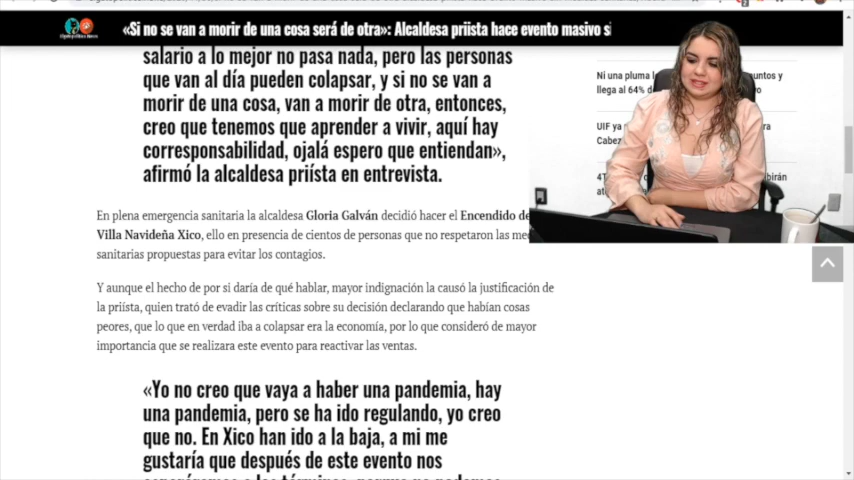 «Si no se van a morir de una cosa será de otra»: Alcaldesa priista hace evento masivo si
salario a lo mejor no pasa nada, pero las personas
que van al día pueden colapsar, y si no se van a
morir de una cosa, van a morir de otra, entonces,
creo que tenemos que aprender a vivir, aquí hay
corresponsabilidad, ojalá espero que entiendan»,
afirmó la alcaldesa priísta en entrevista.
En plena emergencia sanitaria la alcaldesa Gloria Galván decidió hacer el Encendido de
Villa Navideña Xico, ello en presencia de cientos de personas que no respetaron las
sanitarias propuestas para evitar los contagios.
Y aunque el hecho de por si daría de qué hablar, mayor indignación la causó la justificación de
la priísta, quien trató de evadir las críticas sobre su decisión declarando que habían cosas
peores, que lo que en verdad iba a colapsar era la economía, por lo que consideró de mayor
importancia que se realizara este evento para reactivar las ventas.
«Yo no creo que vaya a haber una pandemia, hay
una pandemia, pero se ha ido regulando, yo creo
que no. En Xico han ido a la baja, a mi me
gustaría que después de este evento nos
Ni una pluma
untos y
llega al 64% d
UIF ya
ra
Cabez
4T
birán